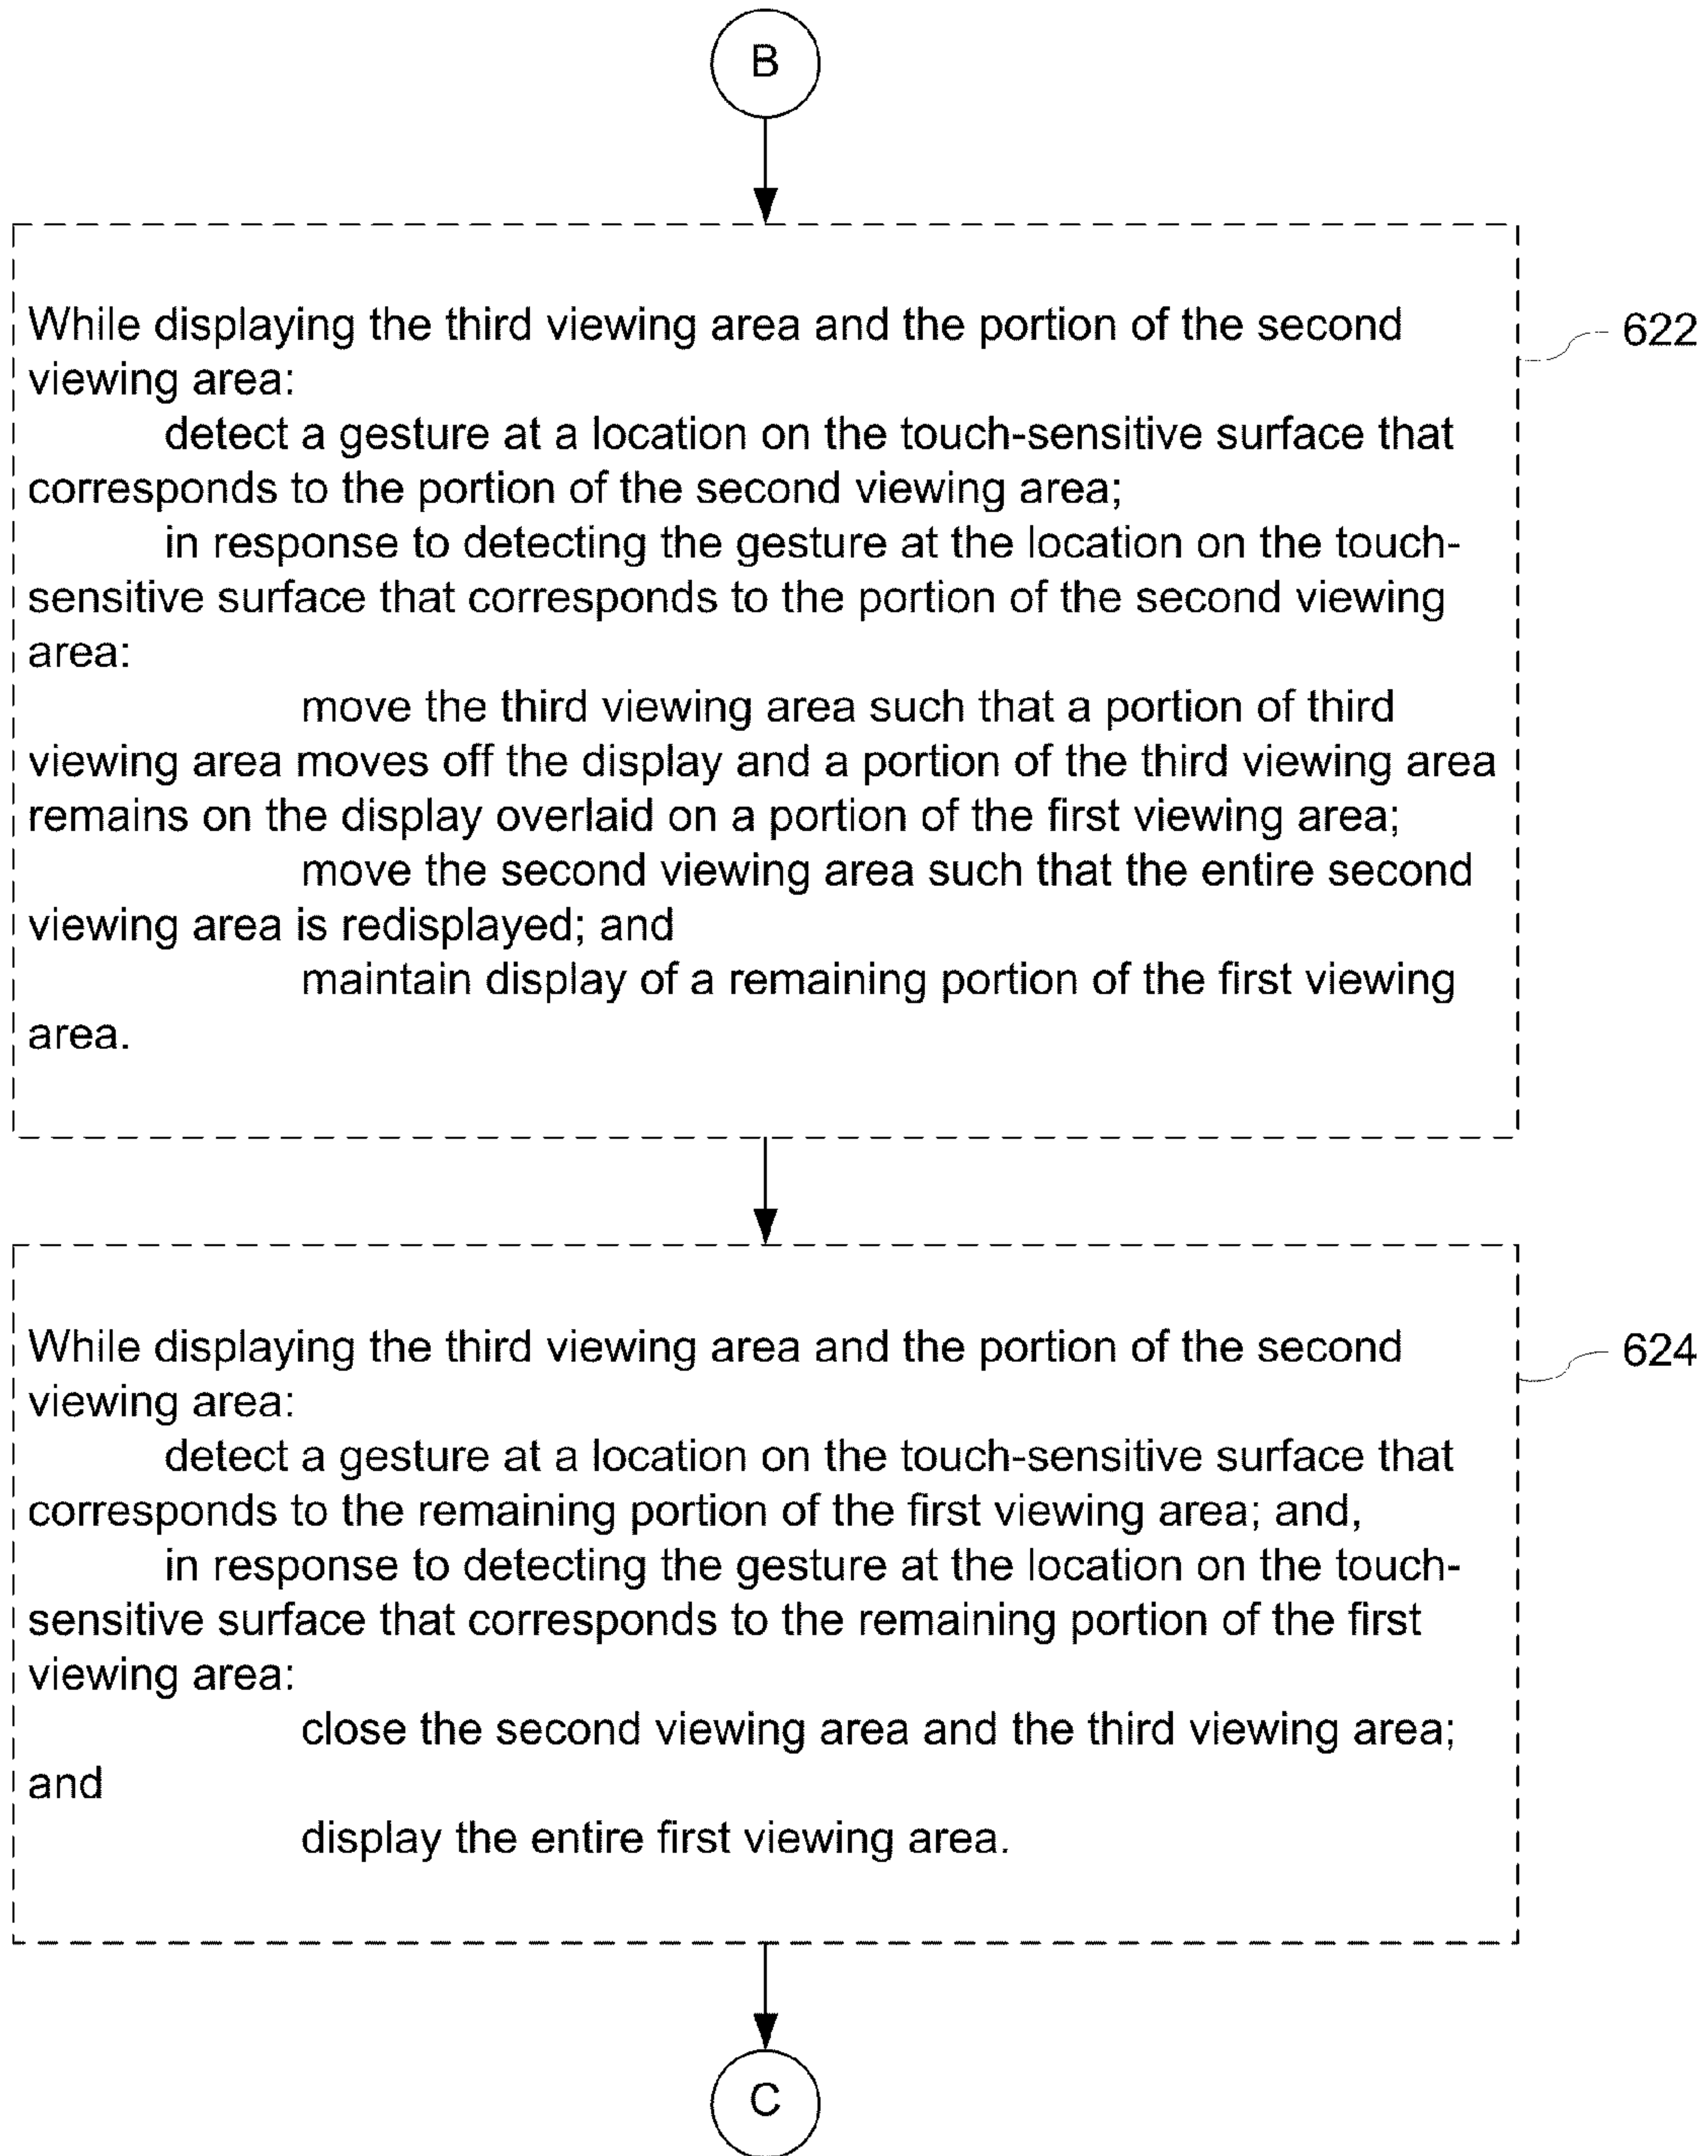 B
While displaying the third viewing area and the portion of the second
viewing area:
detect a gesture at a location on the touch-sensitive surface that
corresponds to the portion of the second viewing area;
in response to detecting the gesture at the location on the touch-
sensitive surface that corresponds to the portion of the second viewing
area:
move the third viewing area such that a portion of third
viewing area moves off the display and a portion of the third viewing area
remains on the display overlaid on a portion of the first viewing area;
move the second viewing area such that the entire second
viewing area is redisplayed; and
maintain display of a remaining portion of the first viewing
area.
622
While displaying the third viewing area and the portion of the second
viewing area:
detect a gesture at a location on the touch-sensitive surface that
corresponds to the remaining portion of the first viewing area; and,
in response to detecting the gesture at the location on the touch-
sensitive surface that corresponds to the remaining portion of the first
viewing area:
close the second viewing area and the third viewing area;
and
display the entire first viewing area.
624
C